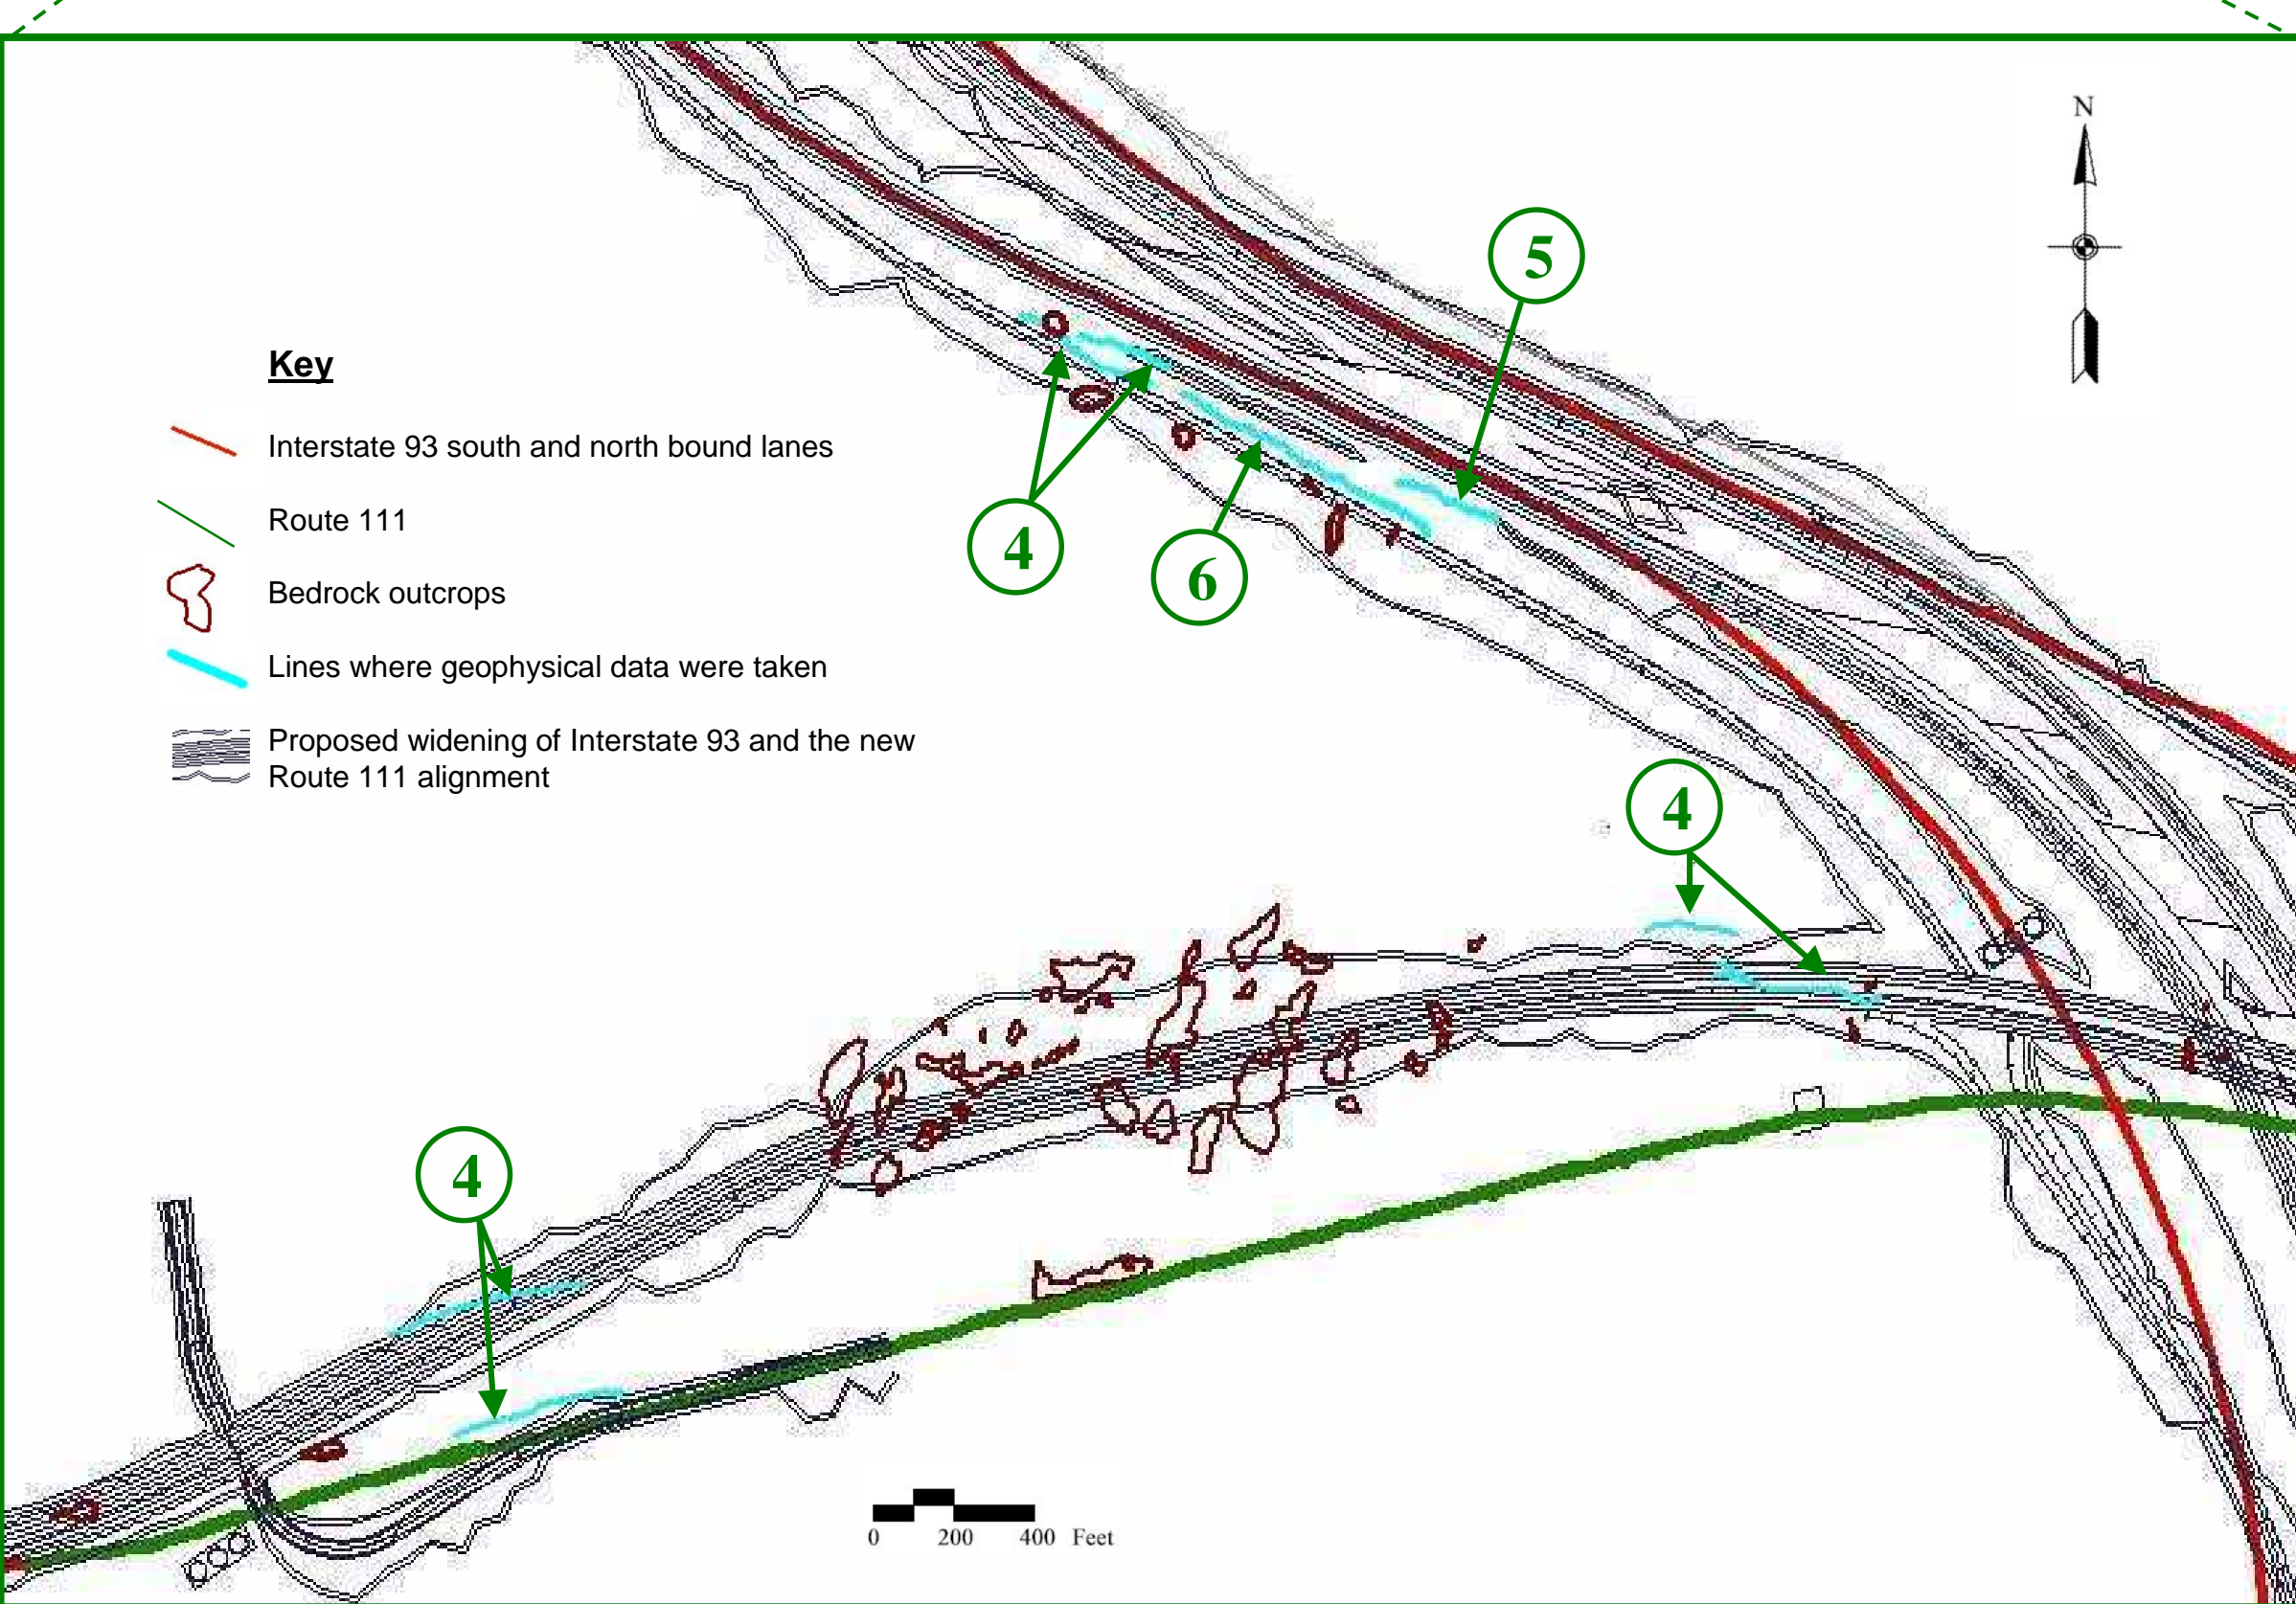 N
5
Key
Interstate 93 south and north bound lanes
Route 111
4
6
Bedrock outcrops
Lines where geophysical data were taken
Proposed widening of Interstate 93 and the new
Route 111 alignment
4
4
0 200 400 Feet